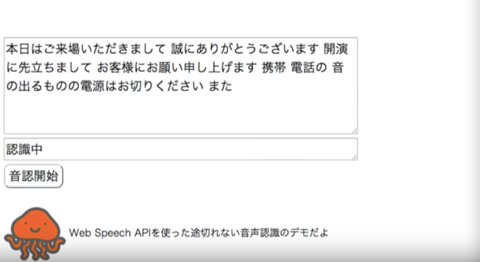 本日はご来場いただきまして 誠にありがとうございます 開演
に先立ちまして お客様にお願い申し上げます 携帯 電話の 音
の出るものの電源はお切りください また
認識中
音認開始
Web Speech APIを使った途切れない音声認識のデモだよ